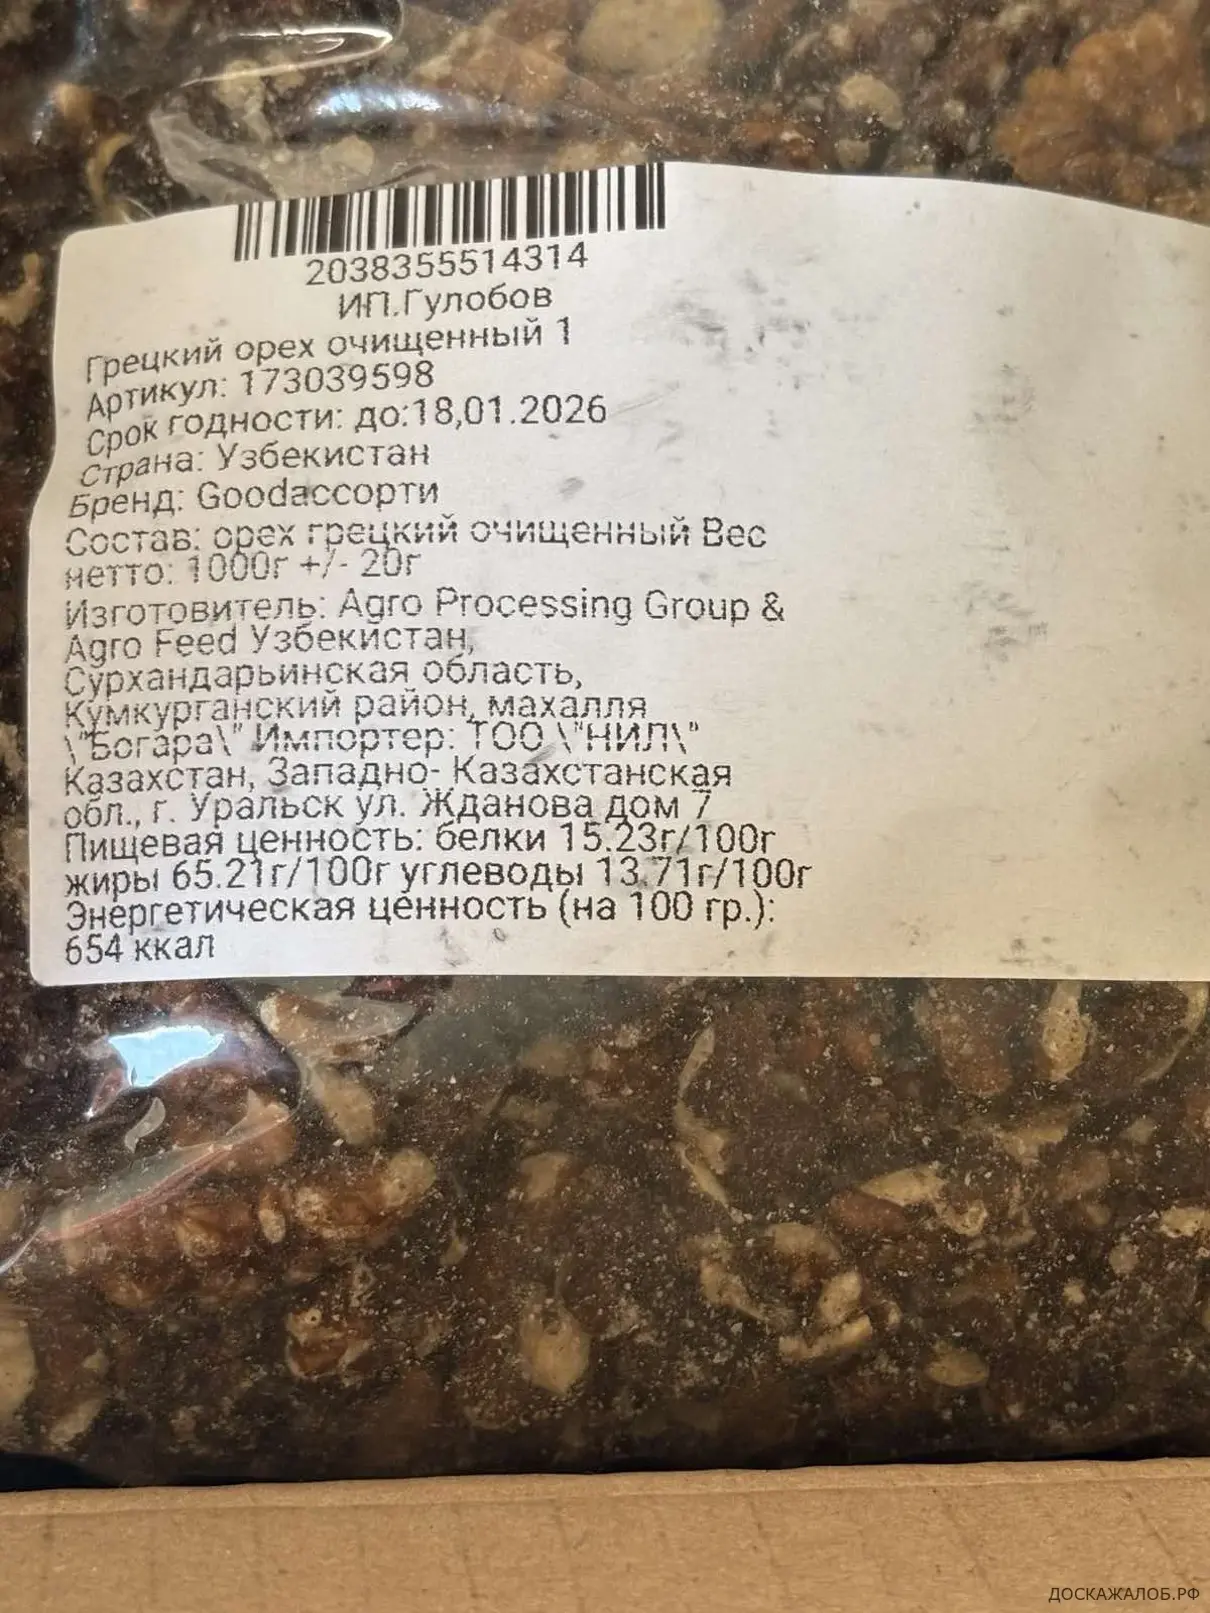 2038355514314
ИП.Гулобов
Грецкий орех очищенный 1
Артикул: 173039598
Срок годности: до:18,01.2026
Страна: Узбекистан
Бренд: Goodассорти
Состав: орех грецкий очищенный Вес
нетто: 1000г +/- 20г
Изготовитель: Agro Processing Group &
Agro Feed Узбекистан,
Сурхандарьинская область,
Кумкурганский район, махалля
\"Богара\" Импортер: ТОО \"НИЛ\"
Казахстан, Западно- Казахстанская
обл., г. Уральск ул. Жданова дом 7
Пищевая ценность: белки 15.23г/100г
жиры 65.21г/100г углеводы 13.71г/100г
Энергетическая ценность (на 100 гр.):
654 ккал
ДОСКАЖАЛОБ.РФ